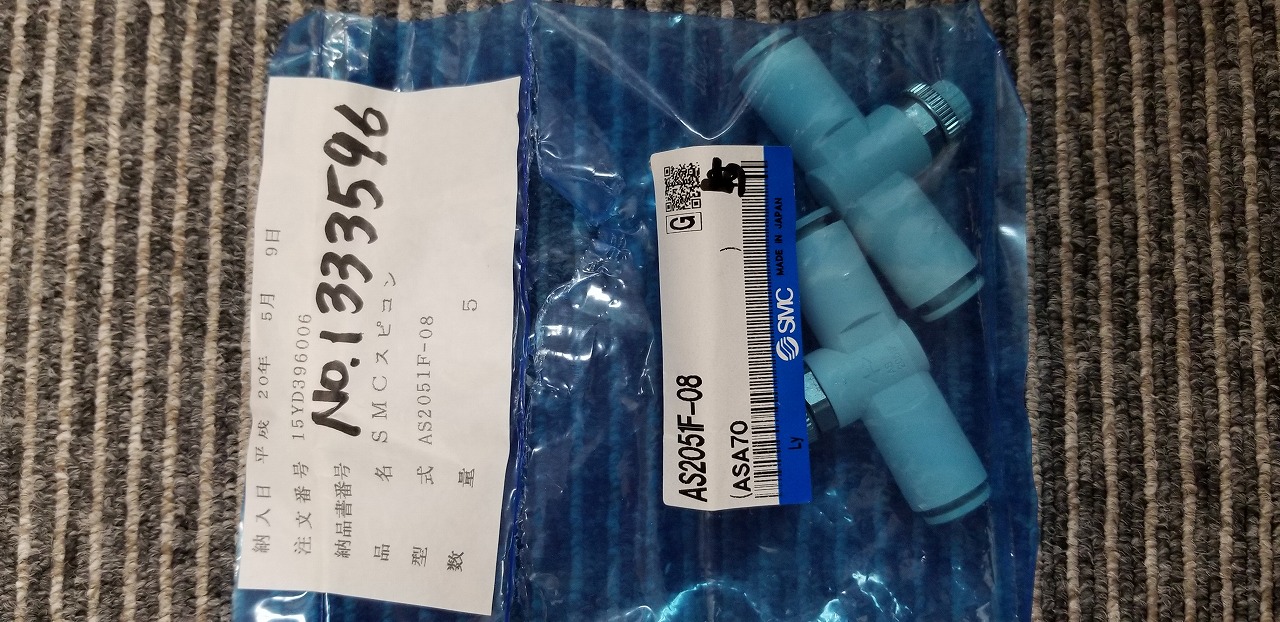 納入日 平成 20年 5月 9日
注文番号 15YD396006
納品書番号 No.1333596
品名 SMCスピコン
型式 AS2051F-08
数量 5
G
AS2051F-08
(ASA70 )
Ly SMC MADE IN JAPAN